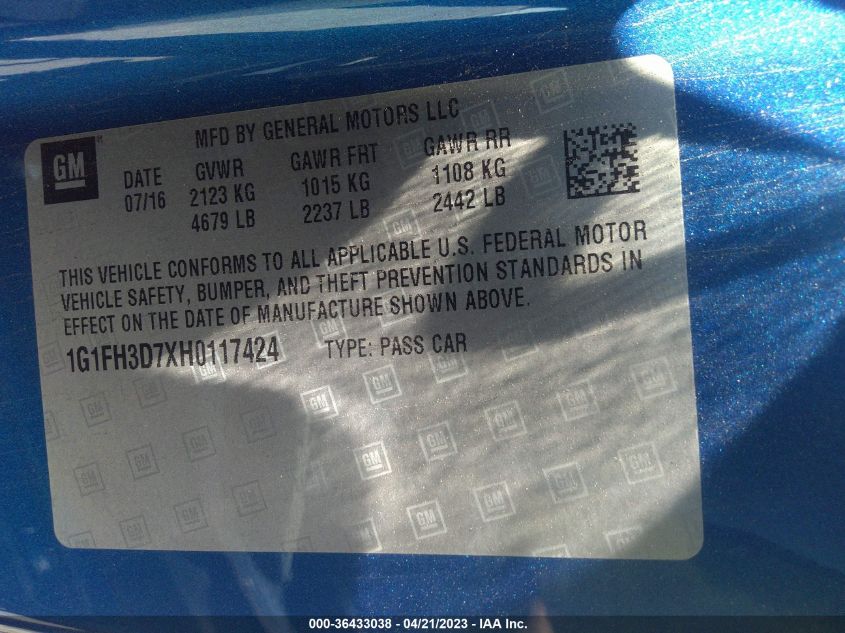 MFD BY GENERAL MOTORS LLC
GM
DATE GVWR GAWR FRT GAWR RR
07/16 2123 KG 1015 KG 1108 KG
4679 LB 2237 LB 2442 LB
THIS VEHICLE CONFORMS TO ALL APPLICABLE U.S. FEDERAL MOTOR
VEHICLE SAFETY, BUMPER, AND THEFT PREVENTION STANDARDS IN
EFFECT ON THE DATE OF MANUFACTURE SHOWN ABOVE.
1G1FH3D7XH0117424 TYPE: PASS CAR
000-36433038 - 04/21/2023 - IAA Inc.